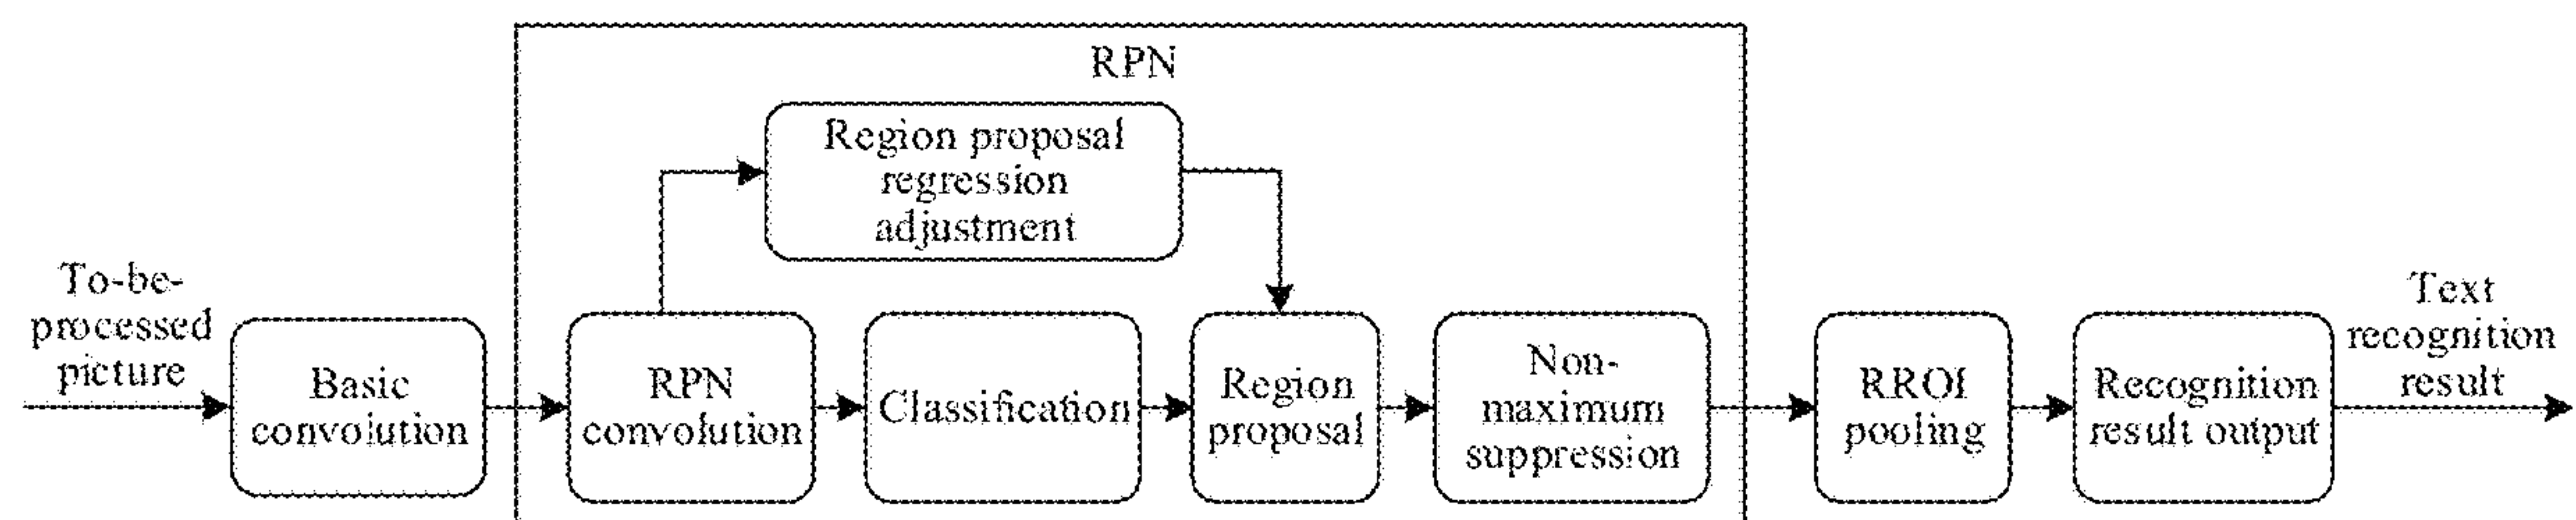 RPN
Region proposal
regression
adjustment
To-be-
processed
picture
Basic
convolution
RPN
convolution
Classification
Region
proposal
Non-
maximum
suppression
RROI
pooling
Recognition
result output
Text
recognition
result